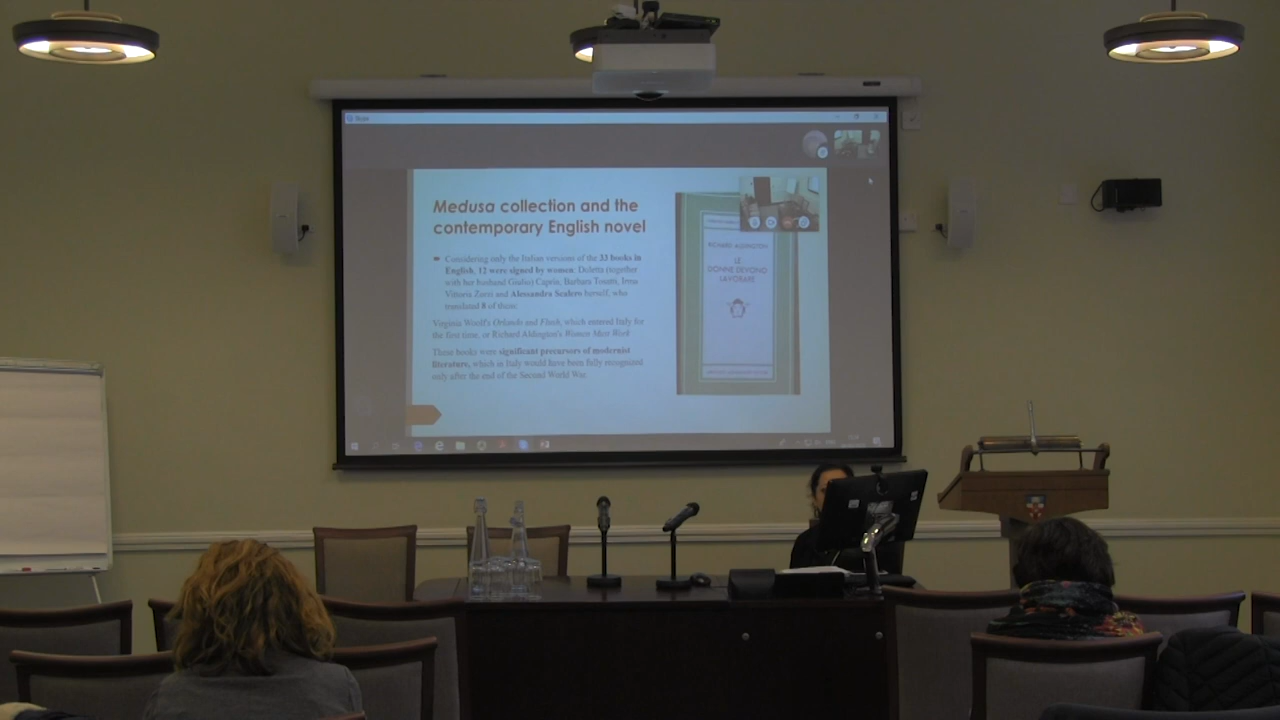 Skype
Medusa collection and the
contemporary English novel
Considering only the Italian versions of the 33 books in
English, 12 were signed by women: Doletta (together
with her husband Giulio) Caprin, Barbara Tosatti, Irma
Vittoria Zorzi and Alessandra Scalero herself, who
translated 8 of them:
Virginia Woolf's Orlando and Flush, which entered Italy for
the first time, or Richard Aldington's Women Must Work
These books were significant precursors of modernist
literature, which in Italy would have been fully recognized
only after the end of the Second World War.
RICHARD ALDINGTON
LE
DONNE DEVONO
LAVORARE